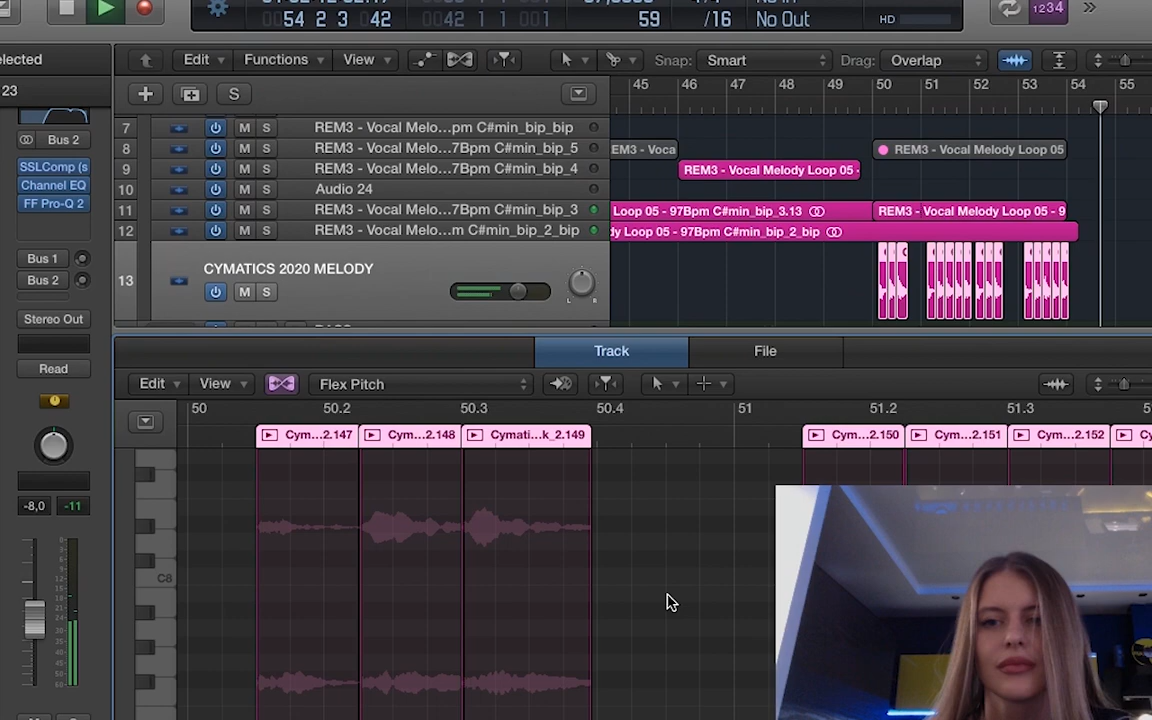 1234
54 2 3 042
0042 1 1 001
59
/16
No Out
HD
elected
Edit
Functions
View
Snap:
Smart
Drag:
Overlap
23
S
45 46 47 48 49 50 51 52 53 54 55
Bus 2
7 M S REM3 - Vocal Melo...pm C#min_bip_bip
8 M S REM3 - Vocal Melo...7Bpm C#min_bip_5
EM3 - Voca
REM3 - Vocal Melody Loop 05
9 M S REM3 - Vocal Melo...7Bpm C#min_bip_4
REM3 - Vocal Melody Loop 05 -
10 M S Audio 24
11 M S REM3 - Vocal Melo...7Bpm C#min_bip_3
Loop 05 - 97Bpm C#min_bip_3.13
REM3 - Vocal Melody Loop 05 - 9
12 M S REM3 - Vocal Melo...m C#min_bip_2_bip
dy Loop 05 - 97Bpm C#min_bip_2_bip
SSLComp (s
Channel EQ
FF Pro-Q 2
Bus 1
Bus 2
CYMATICS 2020 MELODY
13
M S
L R
Stereo Out
Read
Track
File
Edit
View
Flex Pitch
50 50.2 50.3 50.4 51 51.2 51.3
Cym...2.147
Cym...2.148
Cymati...k_2.149
Cym...2.150
Cym...2.151
Cym...2.152
Cy
-8,0 -11
C8